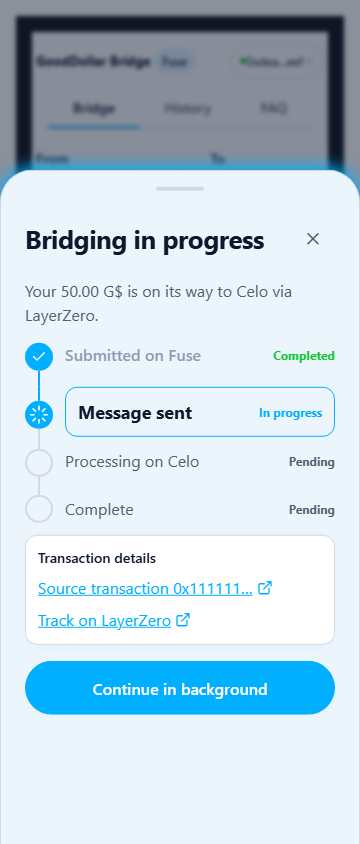 GoodDollar Bridge Fuse
Bridge History FAQ
From To
Bridging in progress
Your 50.00 G$ is on its way to Celo via
LayerZero.
Submitted on Fuse Completed
Message sent In progress
Processing on Celo Pending
Complete Pending
Transaction details
Source transaction 0x111111...
Track on LayerZero
Continue in background